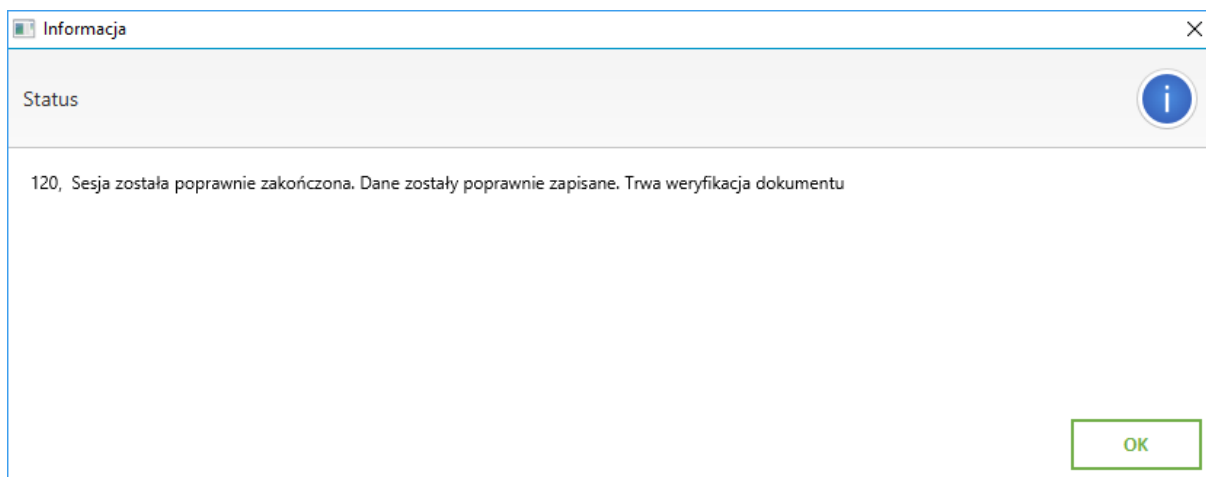 Informacja
Status
i
120, Sesja została poprawnie zakończona. Dane zostały poprawnie zapisane. Trwa weryfikacja dokumentu
OK